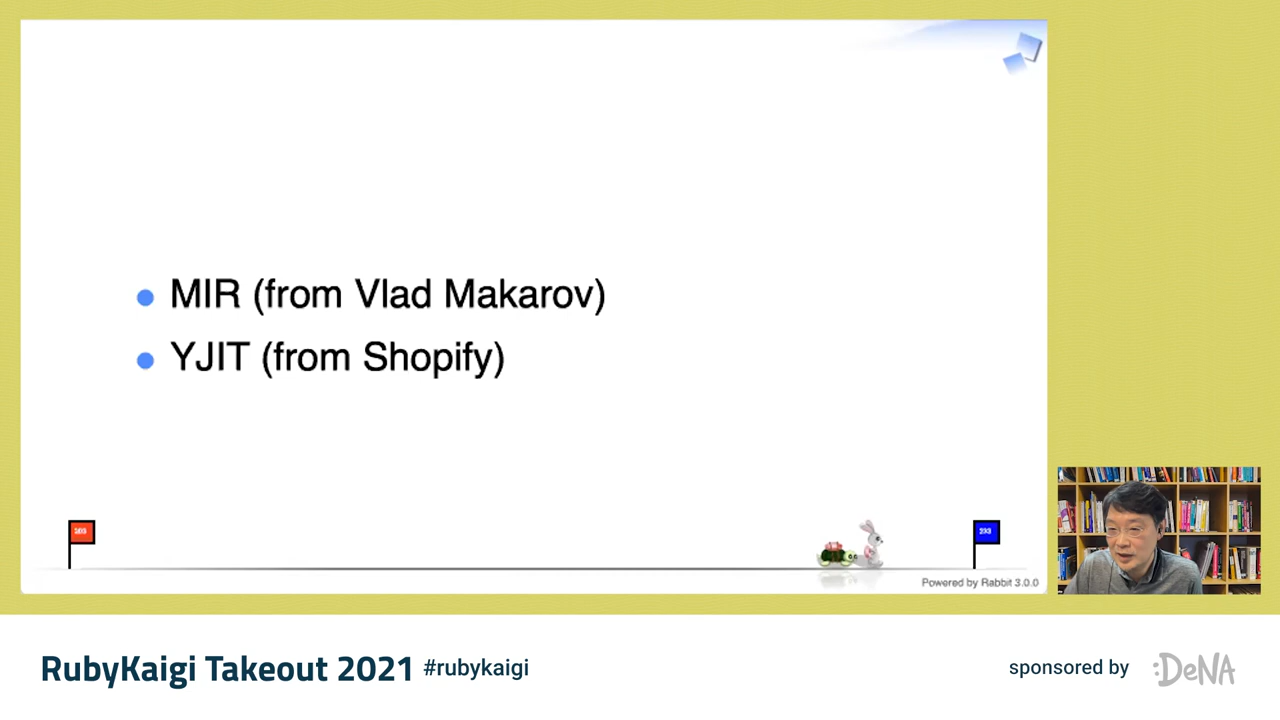 MIR (from Vlad Makarov)
YJIT (from Shopify)
Powered by Rabbit 3.0.0
RubyKaigi Takeout 2021 #rubykaigi
sponsored by :DeNA